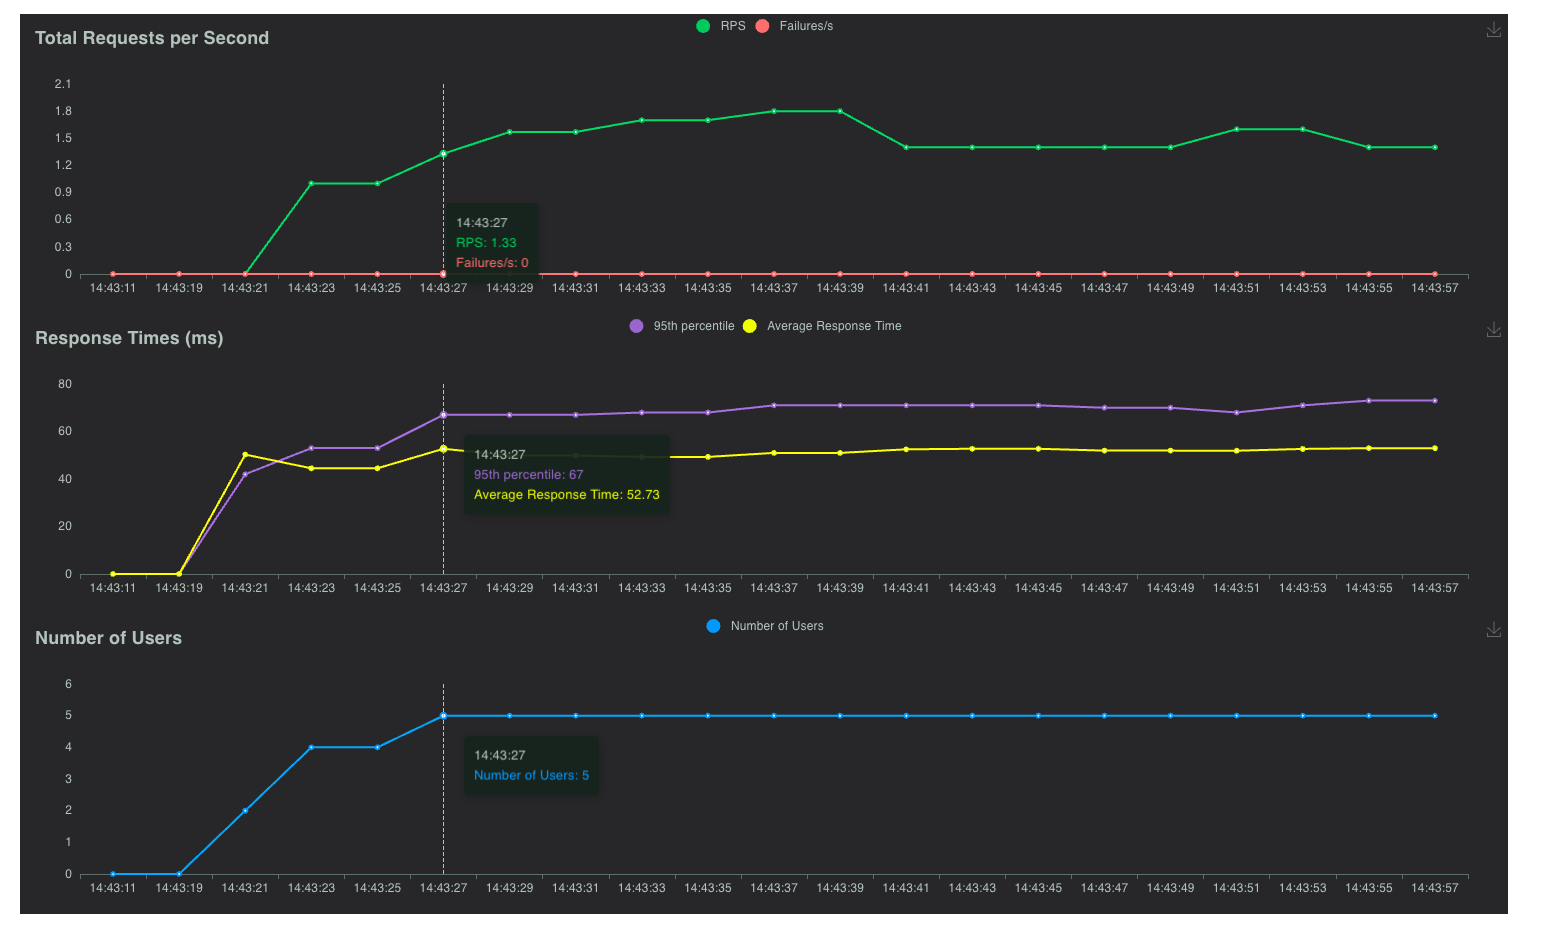 RPS Failures/s
Total Requests per Second
2.1
1.8
1.5
1.2
0.9
0.6
0.3
0
14:43:27
RPS: 1.33
Failures/s: 0
14:43:11 14:43:19 14:43:21 14:43:23 14:43:25 14:43:27 14:43:29 14:43:31 14:43:33 14:43:35 14:43:37 14:43:39 14:43:41 14:43:43 14:43:45 14:43:47 14:43:49 14:43:51 14:43:53 14:43:55 14:43:57
95th percentile Average Response Time
Response Times (ms)
80
60
40
20
0
14:43:27
95th percentile: 67
Average Response Time: 52.73
14:43:11 14:43:19 14:43:21 14:43:23 14:43:25 14:43:27 14:43:29 14:43:31 14:43:33 14:43:35 14:43:37 14:43:39 14:43:41 14:43:43 14:43:45 14:43:47 14:43:49 14:43:51 14:43:53 14:43:55 14:43:57
Number of Users
Number of Users
6
5
4
3
2
1
0
14:43:27
Number of Users: 5
14:43:11 14:43:19 14:43:21 14:43:23 14:43:25 14:43:27 14:43:29 14:43:31 14:43:33 14:43:35 14:43:37 14:43:39 14:43:41 14:43:43 14:43:45 14:43:47 14:43:49 14:43:51 14:43:53 14:43:55 14:43:57